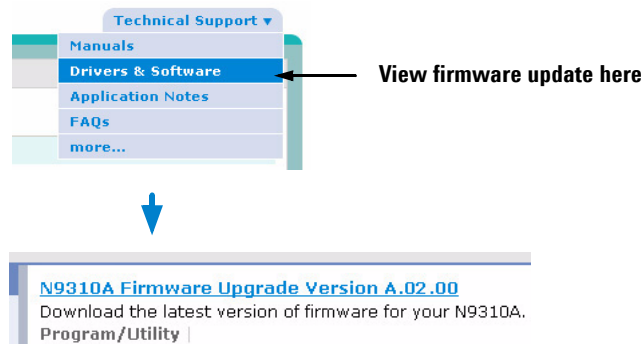 Technical Support ▼
Manuals
Drivers & Software
View firmware update here
Application Notes
FAQs
more...
N9310A Firmware Upgrade Version A.02.00
Download the latest version of firmware for your N9310A.
Program/Utility |